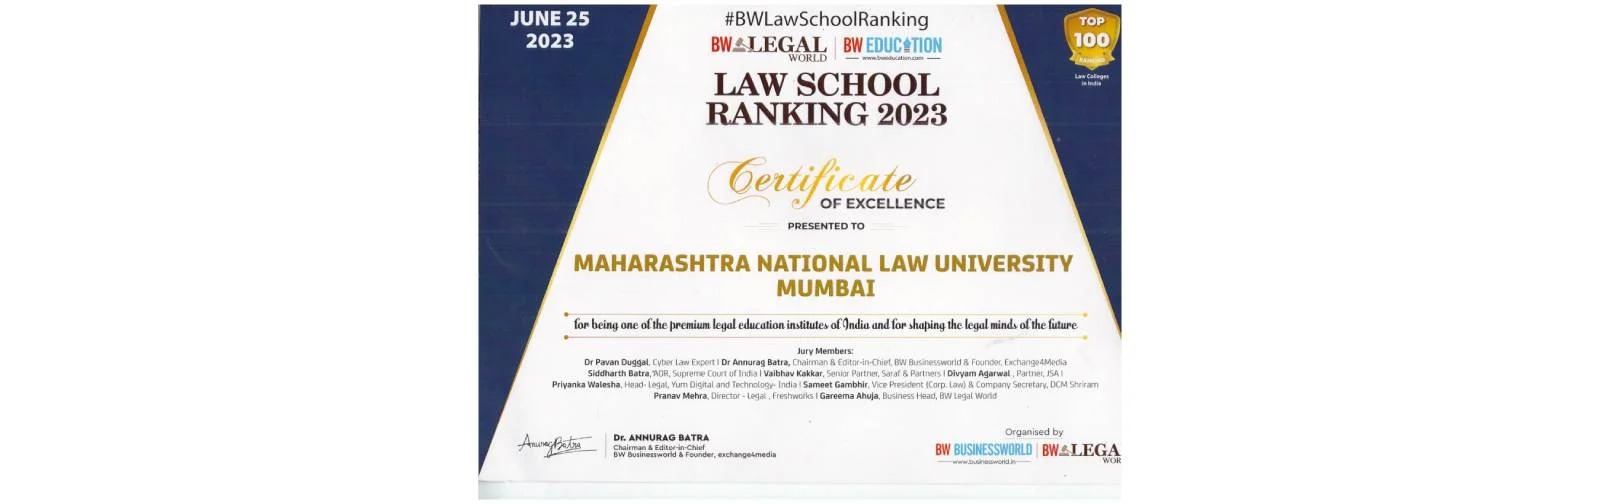 JUNE 25
2023
#BWLawSchoolRanking
BW LEGAL WORLD | BW EDUCATION
www.bweducation.com
TOP
100
RANKED
Law Colleges
in India
LAW SCHOOL
RANKING 2023
Certificate
OF EXCELLENCE
PRESENTED TO
MAHARASHTRA NATIONAL LAW UNIVERSITY
MUMBAI
for being one of the premium legal education institutes of India and for shaping the legal minds of the future
Jury Members:
Dr Pavan Duggal, Cyber Law Expert | Dr Annurag Batra, Chairman & Editor-in-Chief, BW Businessworld & Founder, Exchange4Media
Siddharth Batra, AOR, Supreme Court of India | Vaibhav Kakkar, Senior Partner, Saraf & Partners | Divyam Agarwal , Partner, JSA |
Priyanka Walesha, Head- Legal, Yum Digital and Technology- India | Sameet Gambhir, Vice President (Corp. Law) & Company Secretary, DCM Shriram
Pranav Mehra, Director - Legal , Freshworks | Gareema Ahuja, Business Head, BW Legal World
Anurag Batra
Dr. ANNURAG BATRA
Chairman & Editor-in-Chief
BW Businessworld & Founder, exchange4media
Organised by
BW BUSINESSWORLD | BW LEGA
www.businessworld.in
WOR